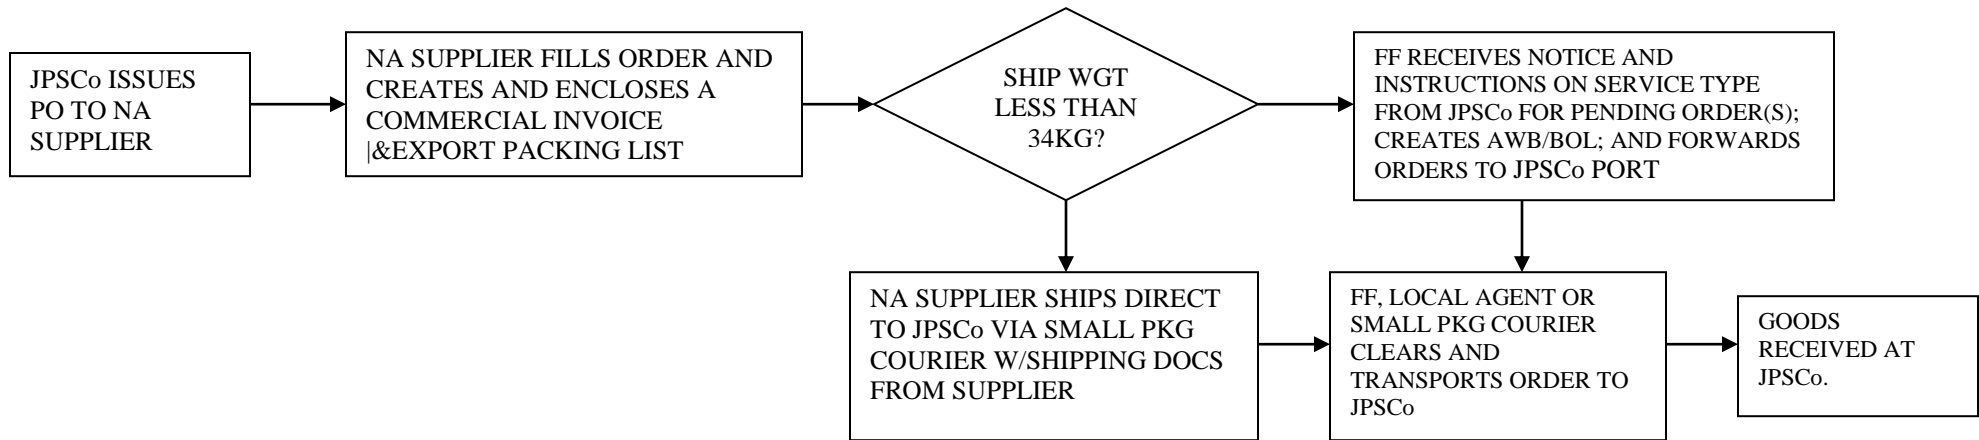 JPSCo ISSUES
PO TO NA
SUPPLIER
NA SUPPLIER FILLS ORDER AND
CREATES AND ENCLOSES A
COMMERCIAL INVOICE
|&EXPORT PACKING LIST
SHIP WGT
LESS THAN
34KG?
FF RECEIVES NOTICE AND
INSTRUCTIONS ON SERVICE TYPE
FROM JPSCo FOR PENDING ORDER(S);
CREATES AWB/BOL; AND FORWARDS
ORDERS TO JPSCo PORT
NA SUPPLIER SHIPS DIRECT
TO JPSCo VIA SMALL PKG
COURIER W/SHIPPING DOCS
FROM SUPPLIER
FF, LOCAL AGENT OR
SMALL PKG COURIER
CLEARS AND
TRANSPORTS ORDER TO
JPSCo
GOODS
RECEIVED AT
JPSCo.